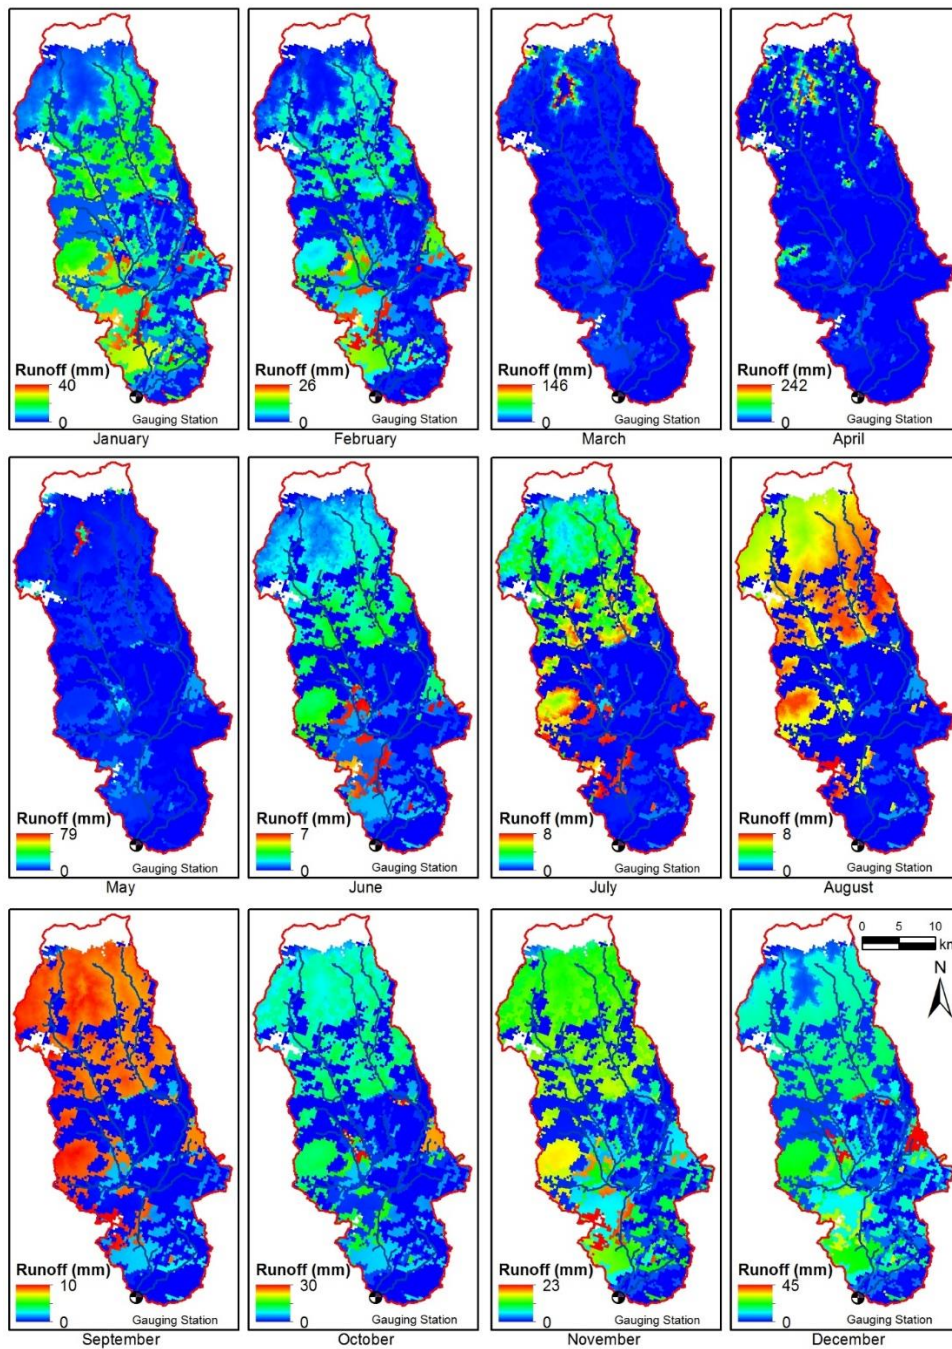 Runoff (mm)
40
0
Gauging Station
January
Runoff (mm)
26
0
Gauging Station
February
Runoff (mm)
146
0
Gauging Station
March
Runoff (mm)
242
0
Gauging Station
April
Runoff (mm)
79
0
Gauging Station
May
Runoff (mm)
7
0
Gauging Station
June
Runoff (mm)
8
0
Gauging Station
July
Runoff (mm)
8
0
Gauging Station
August
Runoff (mm)
10
0
Gauging Station
September
Runoff (mm)
30
0
Gauging Station
October
Runoff (mm)
23
0
Gauging Station
November
0 5 10
km
N
Runoff (mm)
45
0
Gauging Station
December